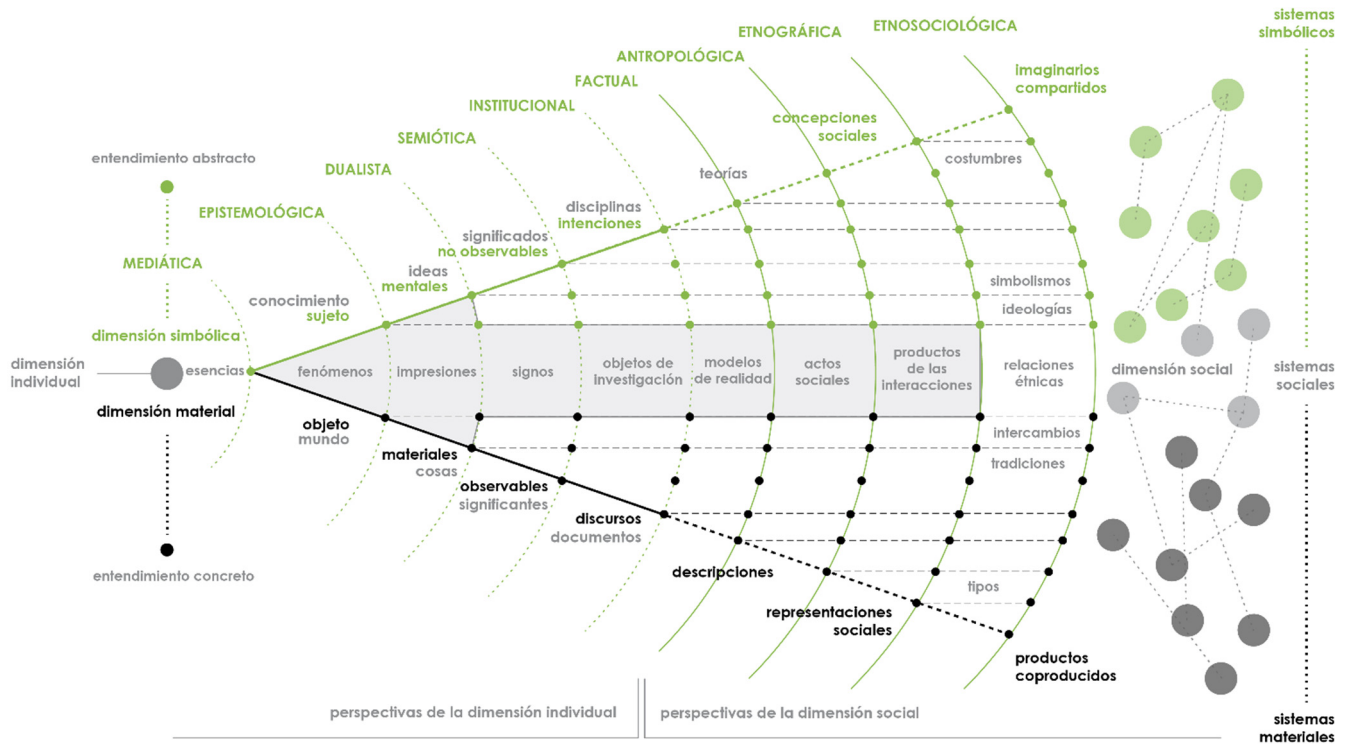 sistemas
simbólicos
ETNOSOCIOLÓGICA
ETNOGRÁFICA
ANTROPOLÓGICA
FACTUAL
INSTITUCIONAL
SEMIÓTICA
DUALISTA
EPISTEMOLÓGICA
MEDIÁTICA
imaginarios
compartidos
concepciones
sociales
costumbres
teorías
disciplinas
intenciones
significados
no observables
ideas
mentales
conocimiento
sujeto
entendimiento abstracto
dimensión simbólica
simbolismos
ideologías
dimensión
individual
esencias
fenómenos
impresiones
signos
objetos de
investigación
modelos
de realidad
actos
sociales
productos
de las
interacciones
relaciones
étnicas
dimensión social
sistemas
sociales
dimensión material
objeto
mundo
materiales
cosas
observables
significantes
discursos
documentos
descripciones
representaciones
sociales
intercambios
tradiciones
tipos
productos
coproducidos
entendimiento concreto
perspectivas de la dimensión individual
perspectivas de la dimensión social
sistemas
materiales